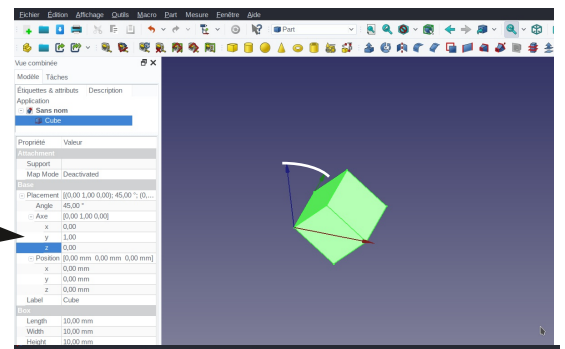 Fichier Édition Affichage Outils Macro Part Mesure Fenêtre Aide
Part
Vue combinée
Modèle Tâches
Étiquettes & attributs Description
Application
Sans nom
Cube
Propriété Valeur
Attachment
Support
Map Mode Deactivated
Base
Placement [(0,00 1,00 0,00); 45,00 °; (0,...
Angle 45,00 °
Axe [0,00 1,00 0,00]
x 0,00
y 1,00
z 0,00
Position [0,00 mm 0,00 mm 0,00 mm]
x 0,00 mm
y 0,00 mm
z 0,00 mm
Label Cube
Box
Length 10,00 mm
Width 10,00 mm
Height 10,00 mm